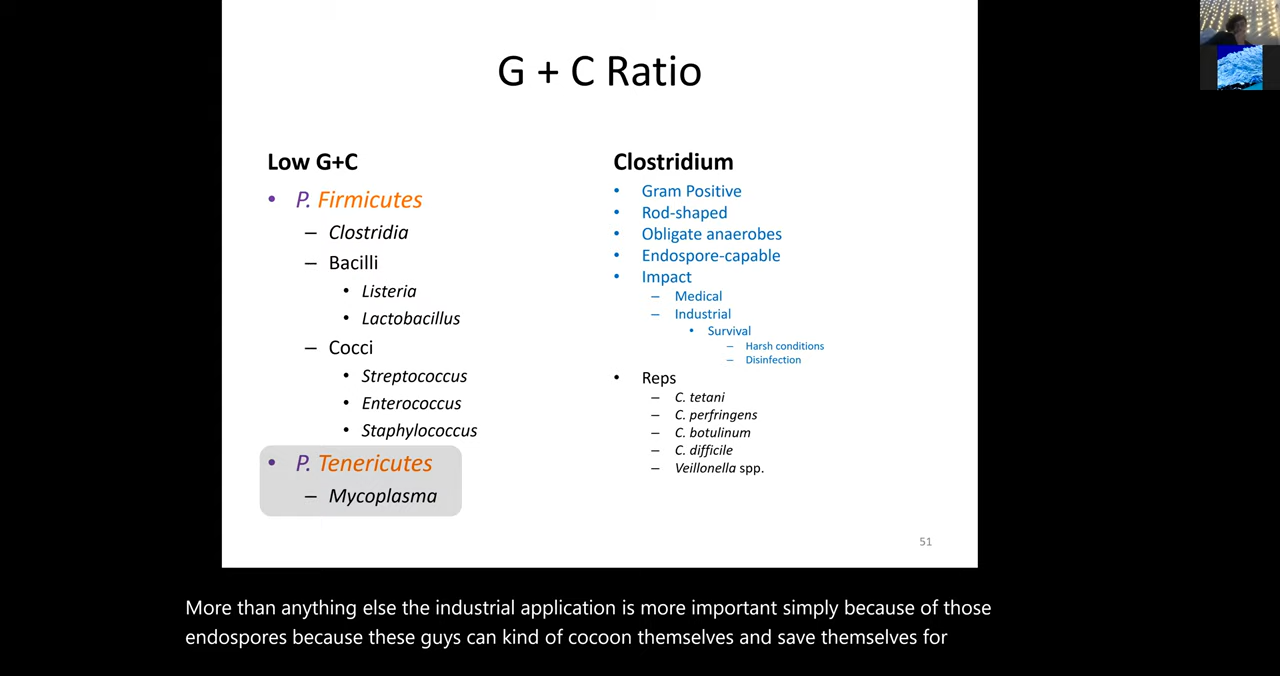 G + C Ratio
Low G+C
• P. Firmicutes
– Clostridia
– Bacilli
• Listeria
• Lactobacillus
– Cocci
• Streptococcus
• Enterococcus
• Staphylococcus
• P. Tenericutes
– Mycoplasma
Clostridium
• Gram Positive
• Rod-shaped
• Obligate anaerobes
• Endospore-capable
• Impact
– Medical
– Industrial
• Survival
– Harsh conditions
– Disinfection
• Reps
– C. tetani
– C. perfringens
– C. botulinum
– C. difficile
– Veillonella spp.
51
More than anything else the industrial application is more important simply because of those
endospores because these guys can kind of cocoon themselves and save themselves for